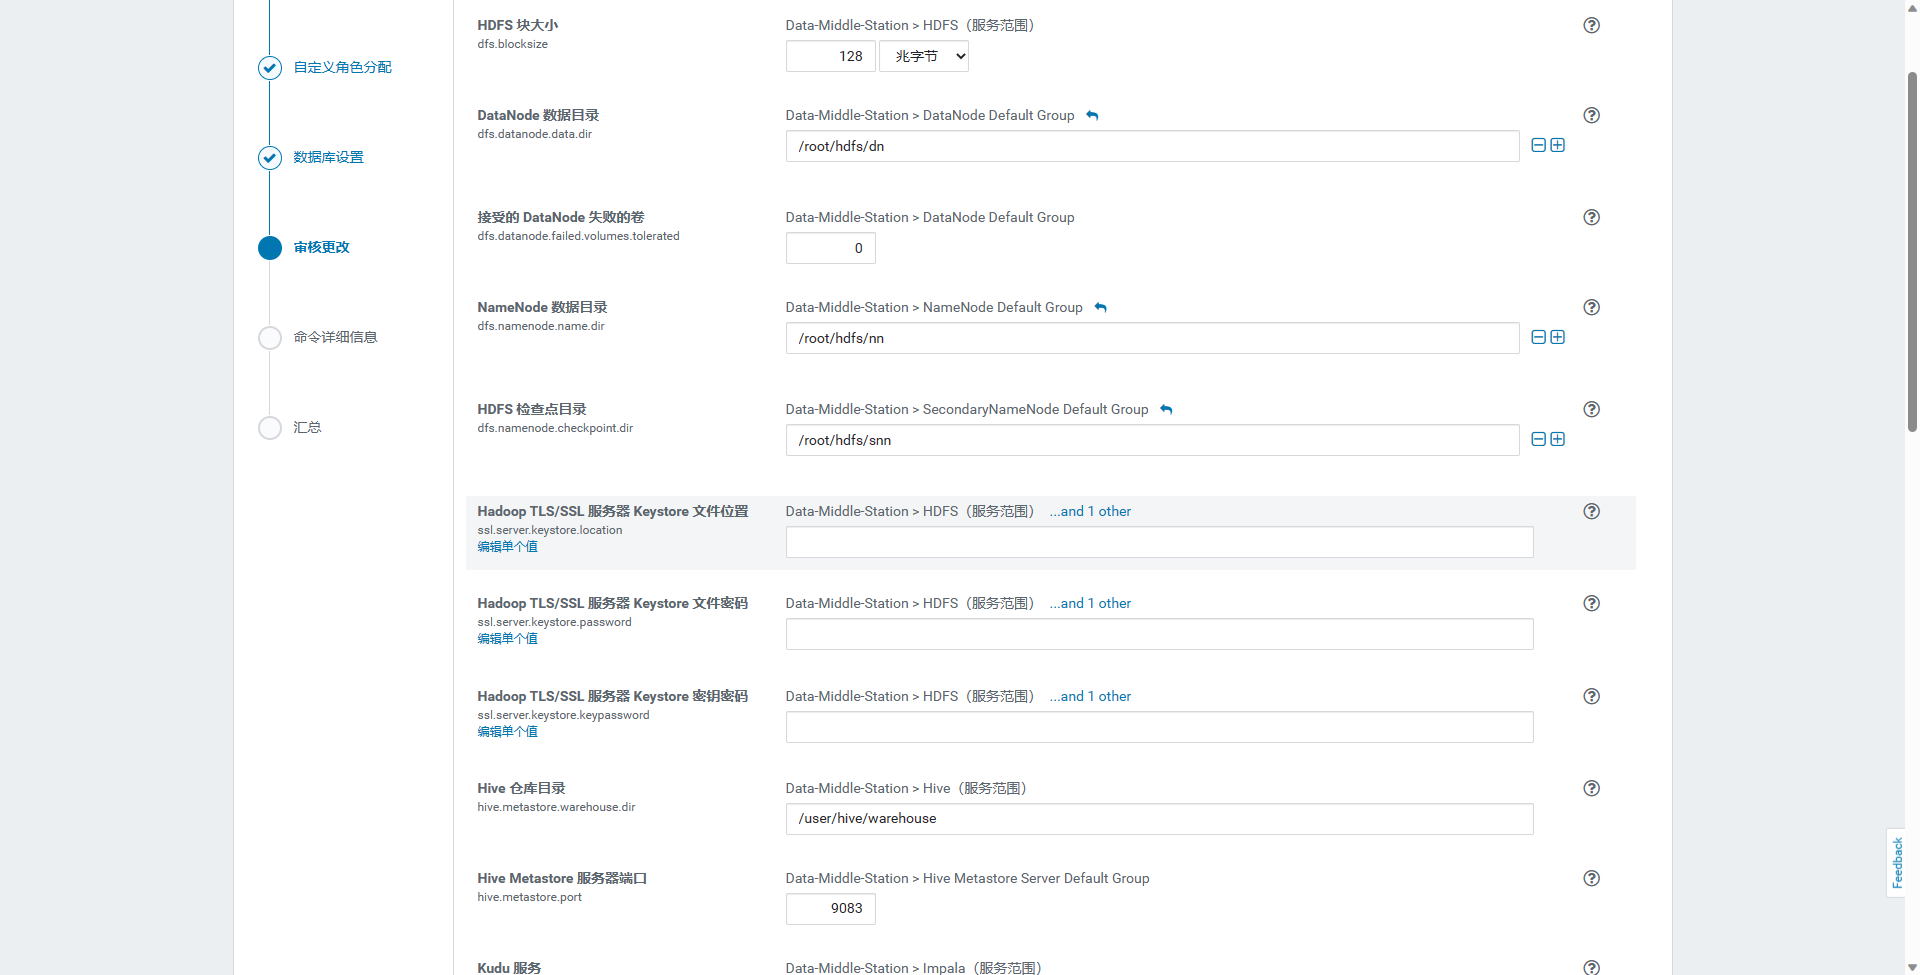 自定义角色分配
数据库设置
审核更改
命令详细信息
汇总
HDFS 块大小
dfs.blocksize
Data-Middle-Station > HDFS（服务范围）
128 兆字节
DataNode 数据目录
dfs.datanode.data.dir
Data-Middle-Station > DataNode Default Group
/root/hdfs/dn
接受的 DataNode 失败的卷
dfs.datanode.failed.volumes.tolerated
Data-Middle-Station > DataNode Default Group
0
NameNode 数据目录
dfs.namenode.name.dir
Data-Middle-Station > NameNode Default Group
/root/hdfs/nn
HDFS 检查点目录
dfs.namenode.checkpoint.dir
Data-Middle-Station > SecondaryNameNode Default Group
/root/hdfs/snn
Hadoop TLS/SSL 服务器 Keystore 文件位置
ssl.server.keystore.location
编辑单个值
Data-Middle-Station > HDFS（服务范围） ...and 1 other
Hadoop TLS/SSL 服务器 Keystore 文件密码
ssl.server.keystore.password
编辑单个值
Data-Middle-Station > HDFS（服务范围） ...and 1 other
Hadoop TLS/SSL 服务器 Keystore 密钥密码
ssl.server.keystore.keypassword
编辑单个值
Data-Middle-Station > HDFS（服务范围） ...and 1 other
Hive 仓库目录
hive.metastore.warehouse.dir
Data-Middle-Station > Hive（服务范围）
/user/hive/warehouse
Hive Metastore 服务器端口
hive.metastore.port
Data-Middle-Station > Hive Metastore Server Default Group
9083
Kudu 服务
Data-Middle-Station > Impala（服务范围）
Feedback